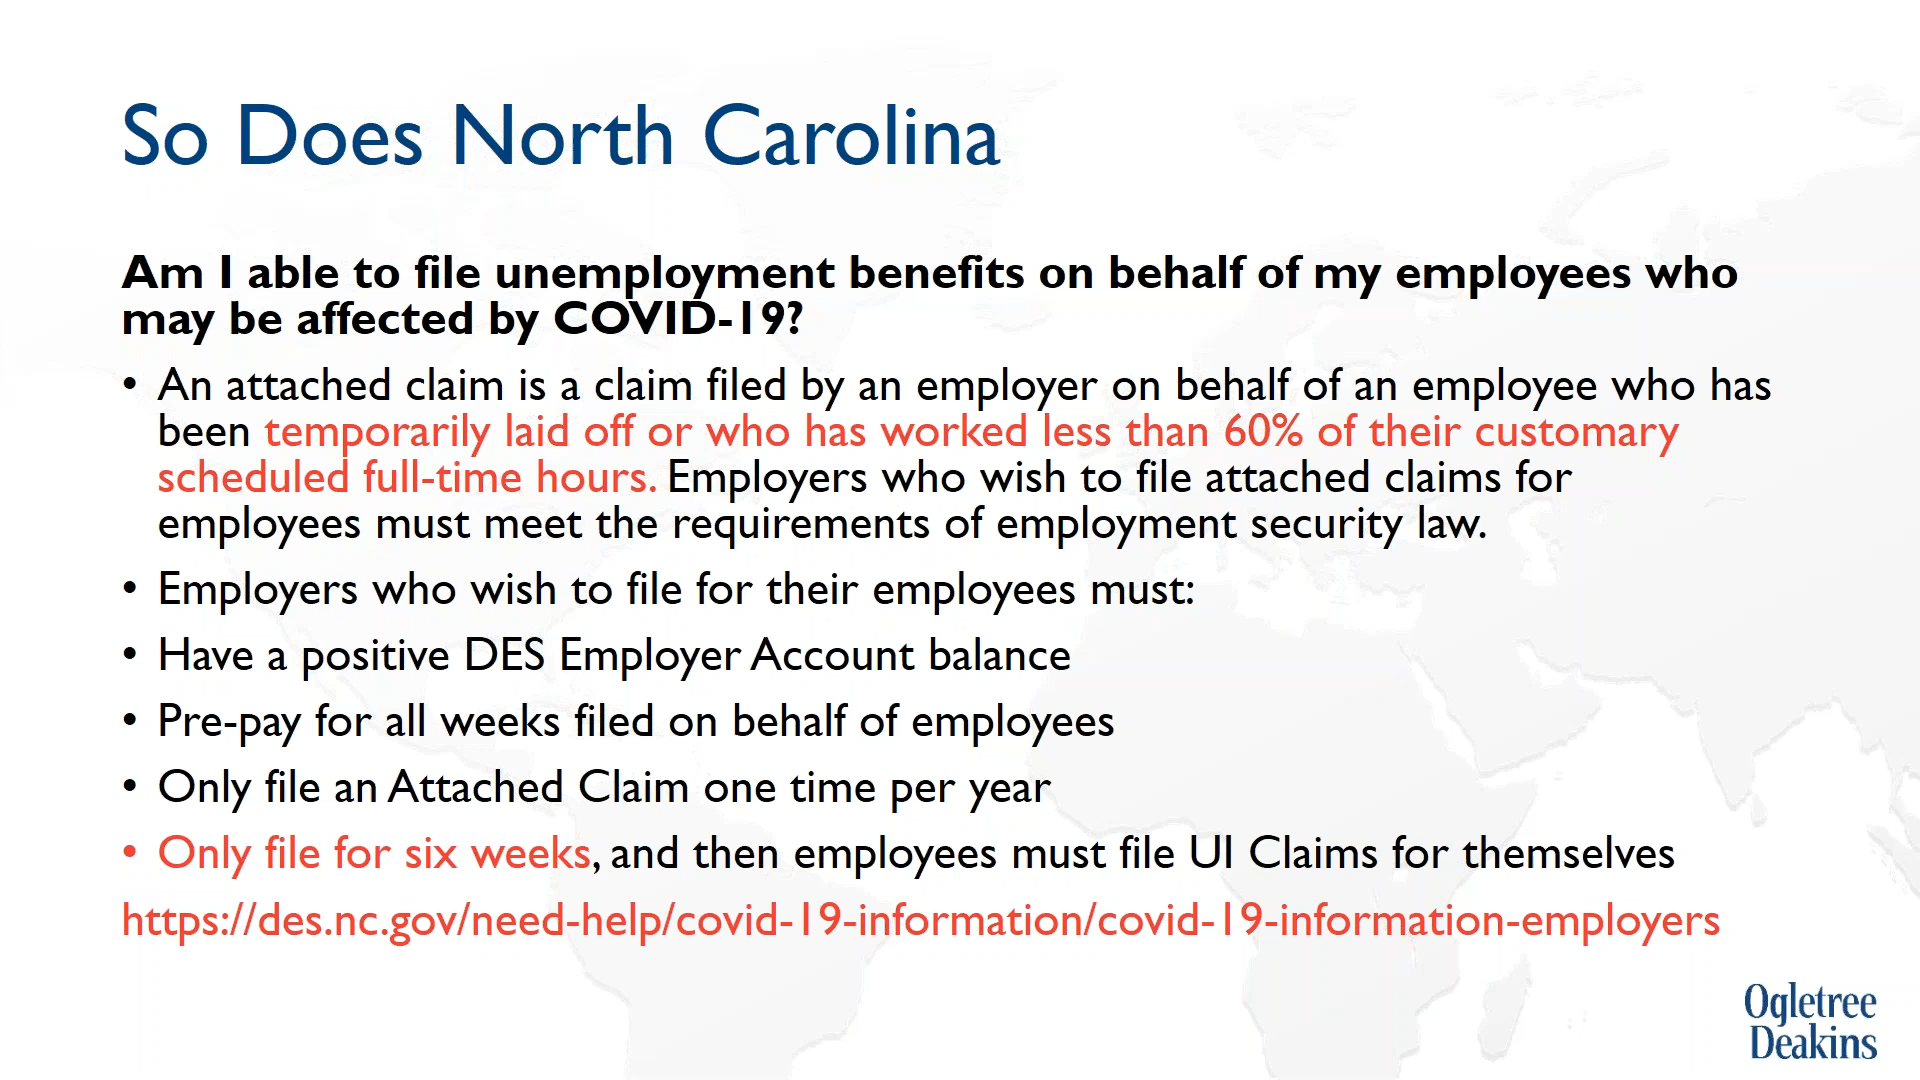 So Does North Carolina
Am I able to file unemployment benefits on behalf of my employees who
may be affected by COVID-19?
• An attached claim is a claim filed by an employer on behalf of an employee who has
been temporarily laid off or who has worked less than 60% of their customary
scheduled full-time hours. Employers who wish to file attached claims for
employees must meet the requirements of employment security law.
• Employers who wish to file for their employees must:
• Have a positive DES Employer Account balance
• Pre-pay for all weeks filed on behalf of employees
• Only file an Attached Claim one time per year
• Only file for six weeks, and then employees must file UI Claims for themselves
https://des.nc.gov/need-help/covid-19-information/covid-19-information-employers
Ogletree
Deakins